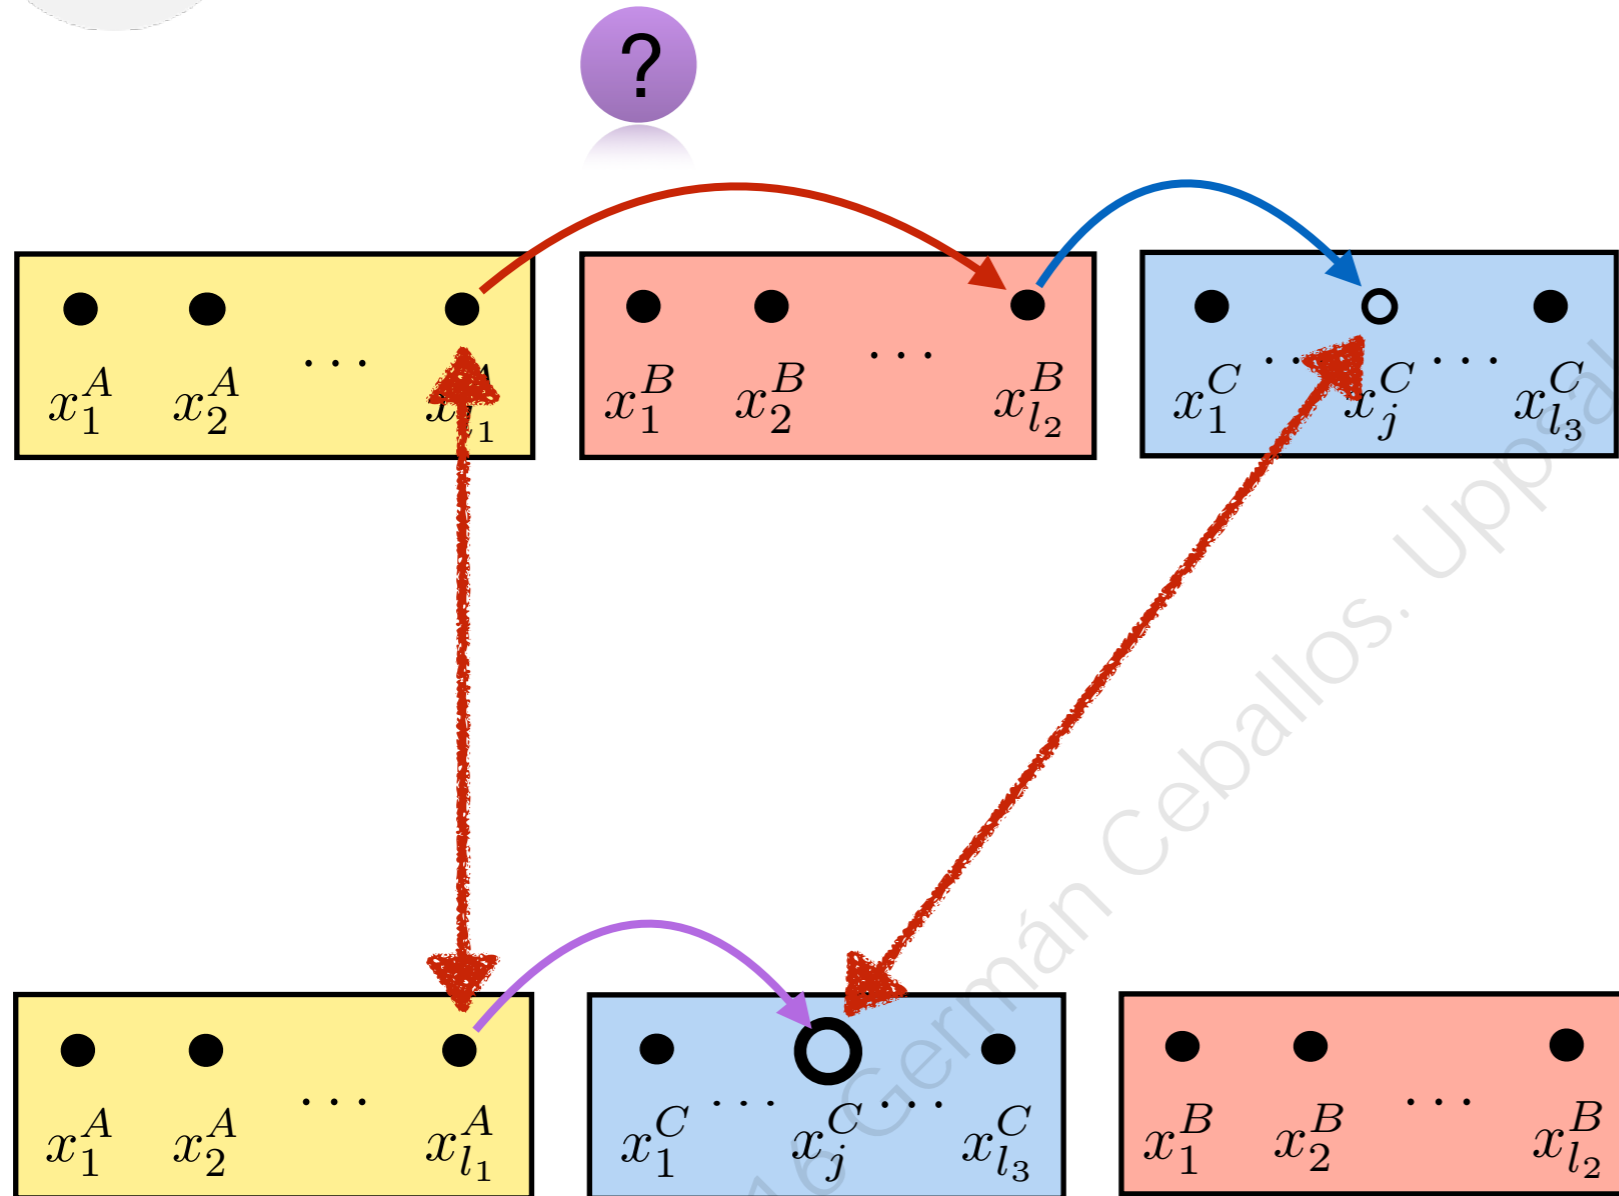 ?
x_1^A x_2^A ... x_{l_1}^A x_1^B x_2^B ... x_{l_2}^B x_1^C ... x_j^C ... x_{l_3}^C
x_1^A x_2^A ... x_{l_1}^A x_1^C ... x_j^C ... x_{l_3}^C x_1^B x_2^B ... x_{l_2}^B
16 Germán Ceballos. Uppsal